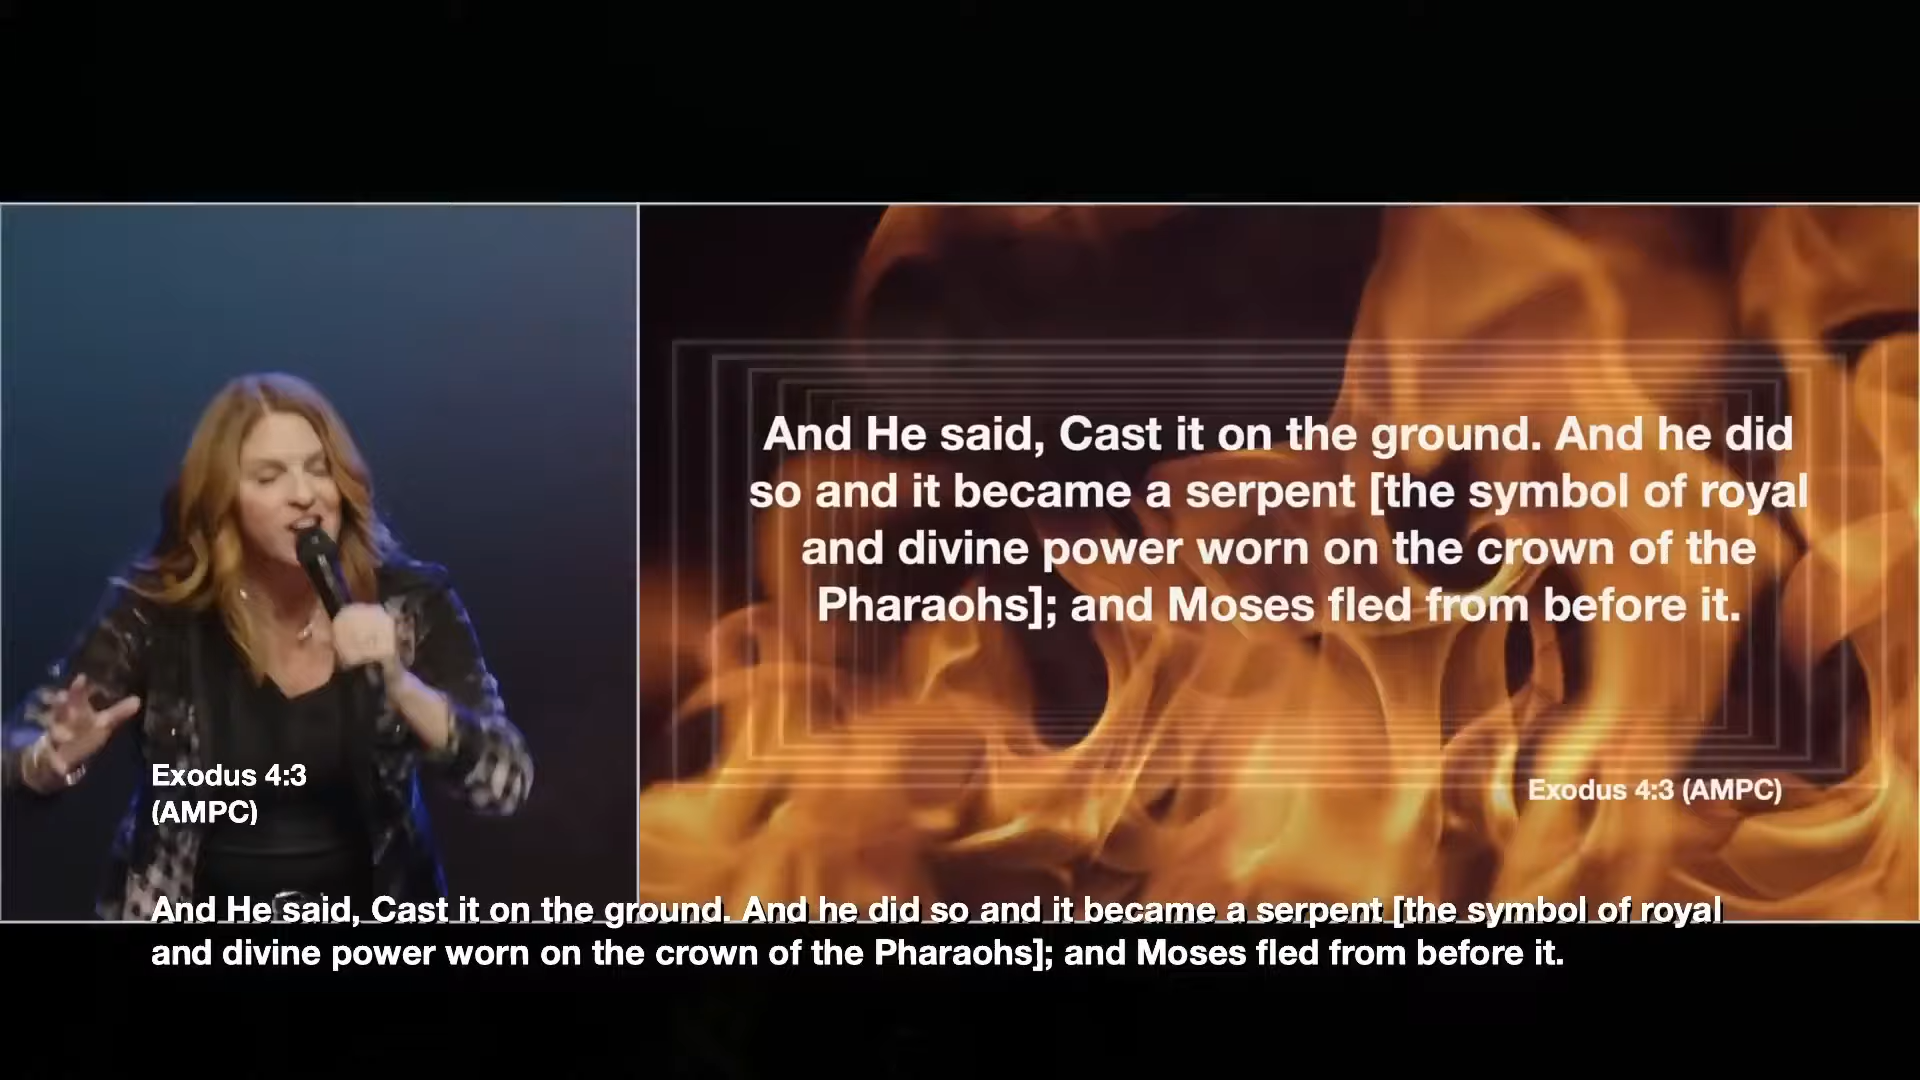 And He said, Cast it on the ground. And he did
so and it became a serpent [the symbol of royal
and divine power worn on the crown of the
Pharaohs]; and Moses fled from before it.
Exodus 4:3 (AMPC)
Exodus 4:3
(AMPC)
And He said, Cast it on the ground. And he did so and it became a serpent [the symbol of royal
and divine power worn on the crown of the Pharaohs]; and Moses fled from before it.